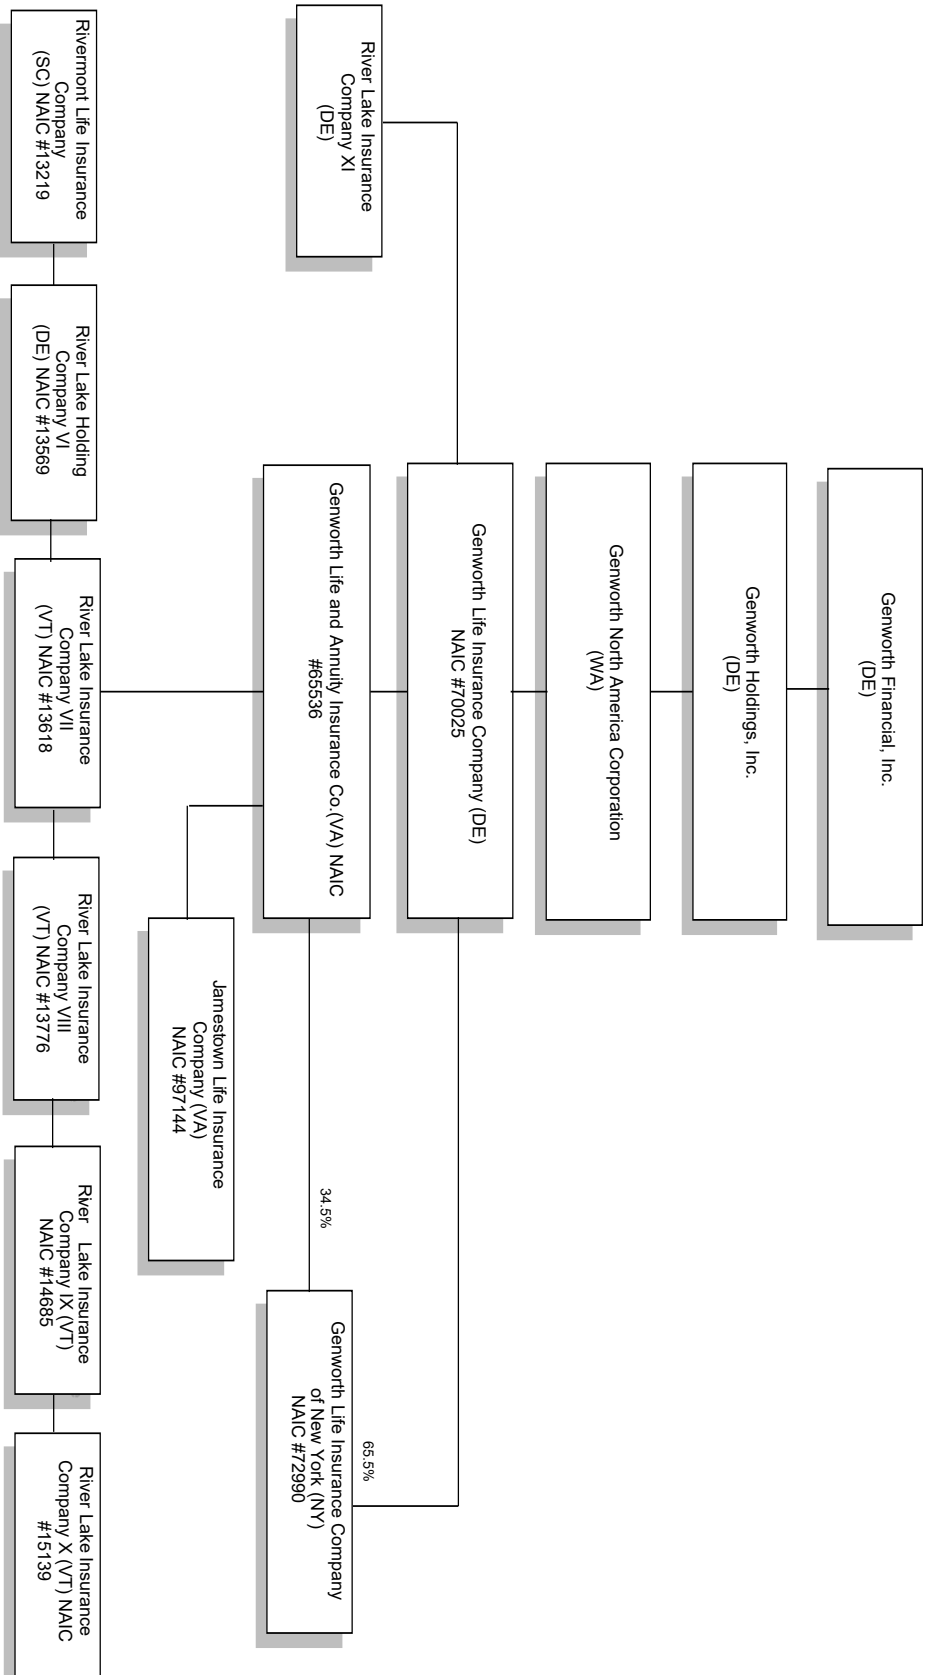 Genworth Financial, Inc.
(DE)
Genworth Holdings, Inc.
(DE)
Genworth North America Corporation
(WA)
Genworth Life Insurance Company (DE)
NAIC #70025
River Lake Insurance
Company XI
(DE)
65.5%
Genworth Life Insurance Company
of New York (NY)
NAIC #72990
34.5%
Genworth Life and Annuity Insurance Co.(VA) NAIC
#65536
Jamestown Life Insurance
Company (VA)
NAIC #97144
Rivermont Life Insurance
Company
(SC) NAIC #13219
River Lake Holding
Company VI
(DE) NAIC #13569
River Lake Insurance
Company VII
(VT) NAIC #13618
River Lake Insurance
Company VIII
(VT) NAIC #13776
River Lake Insurance
Company IX (VT)
NAIC #14685
River Lake Insurance
Company X (VT) NAIC
#15139